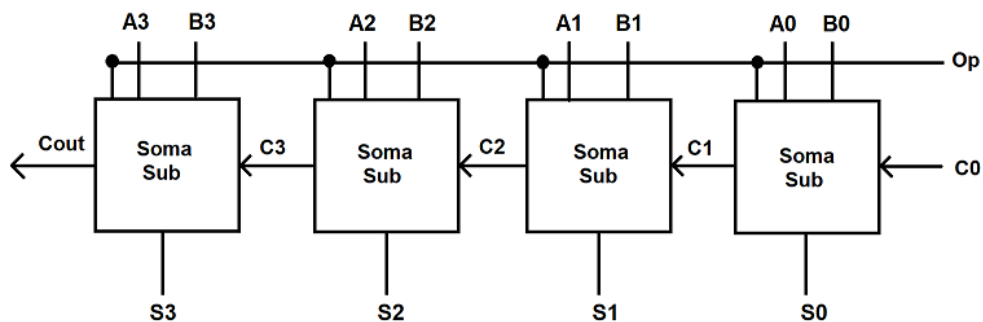 A3 B3 A2 B2 A1 B1 A0 B0
Op
Cout Soma Sub C3 Soma Sub C2 Soma Sub C1 Soma Sub C0
S3 S2 S1 S0